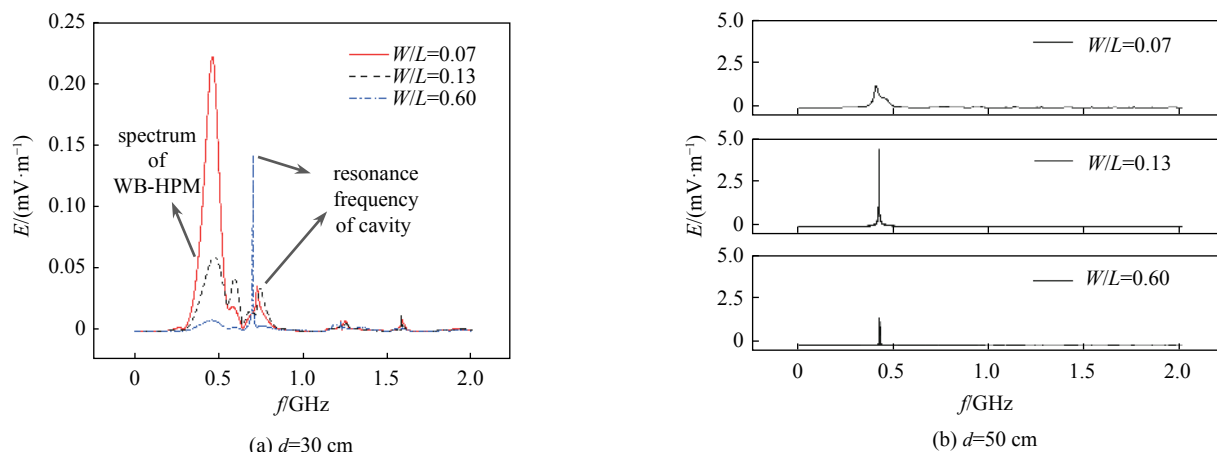 0.25
0.20
0.15
0.10
0.05
0
E/(mV·m⁻¹)
W/L=0.07
W/L=0.13
W/L=0.60
spectrum
of
WB-HPM
resonance
frequency
of cavity
0
0.5
1.0
1.5
2.0
f/GHz
(a) d=30 cm
5.0
2.5
0
W/L=0.07
5.0
2.5
0
W/L=0.13
E/(mV·m⁻¹)
5.0
2.5
0
W/L=0.60
0
0.5
1.0
1.5
2.0
f/GHz
(b) d=50 cm